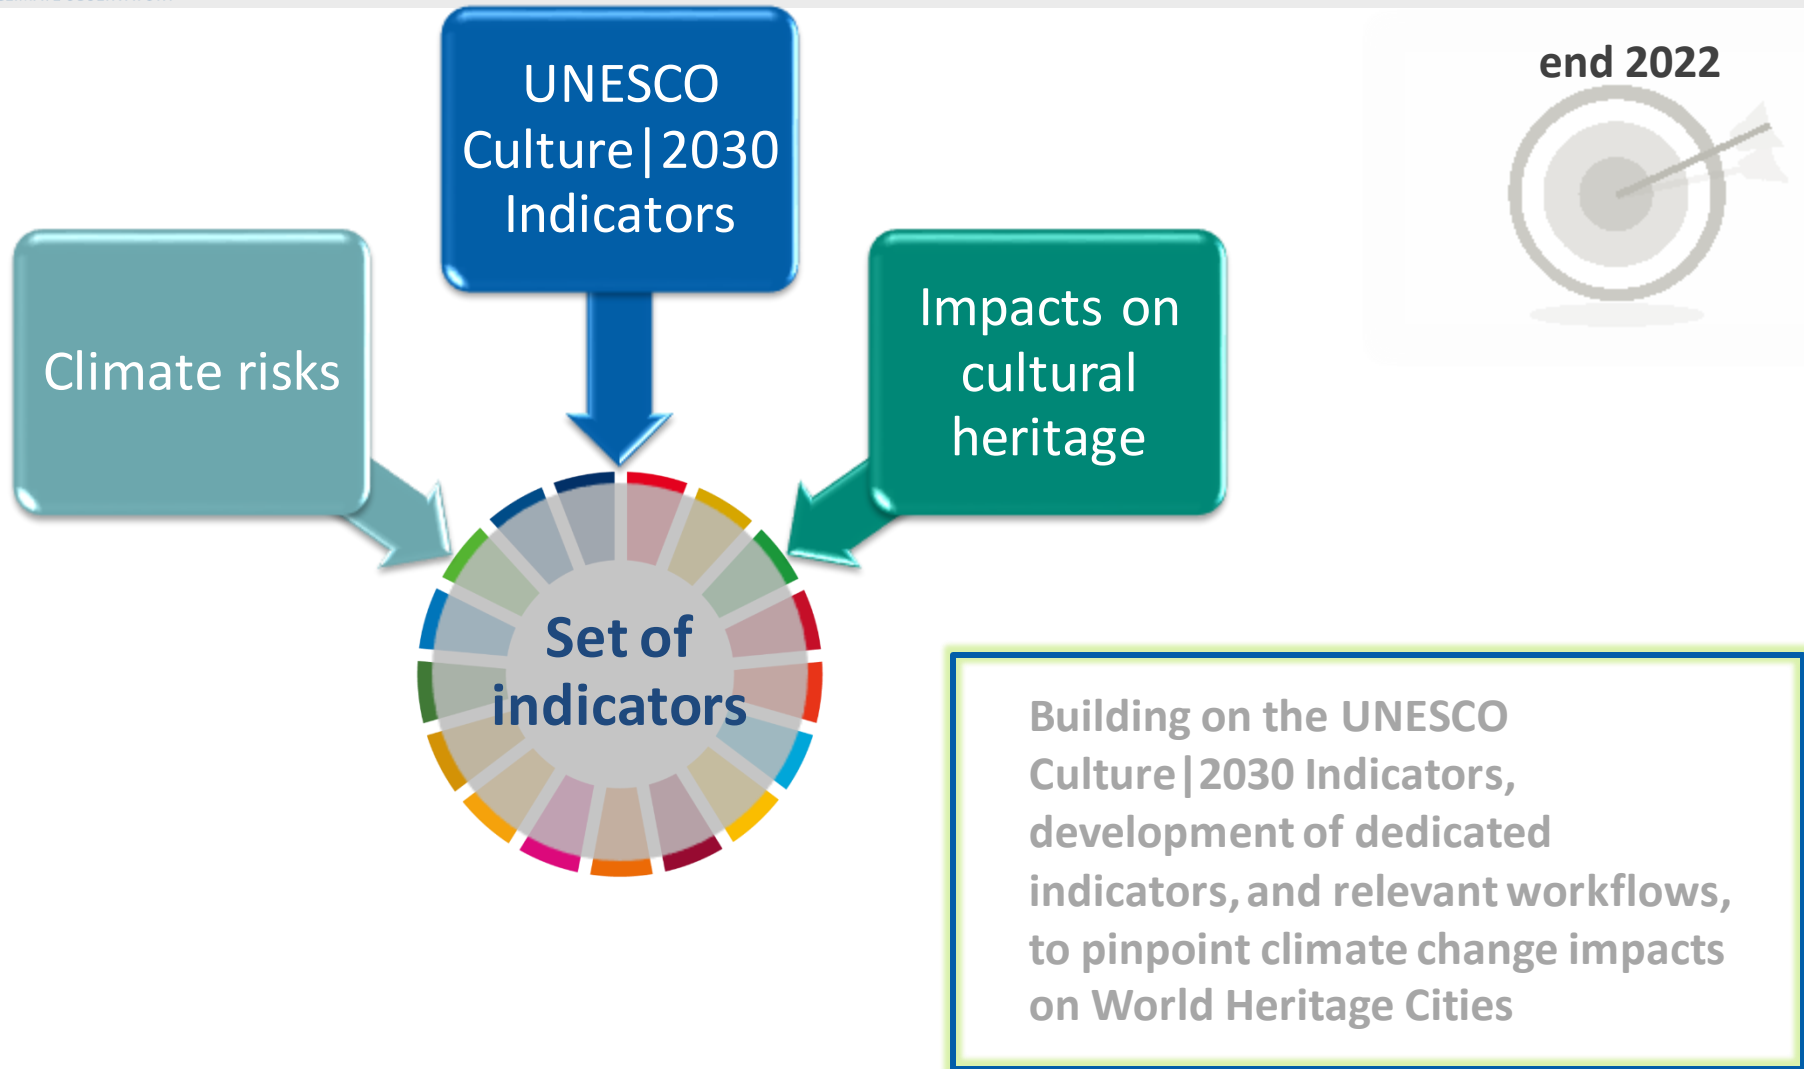 UNESCO
Culture|2030
Indicators
end 2022
Climate risks
Impacts on
cultural
heritage
Set of
indicators
Building on the UNESCO
Culture|2030 Indicators,
development of dedicated
indicators, and relevant workflows,
to pinpoint climate change impacts
on World Heritage Cities